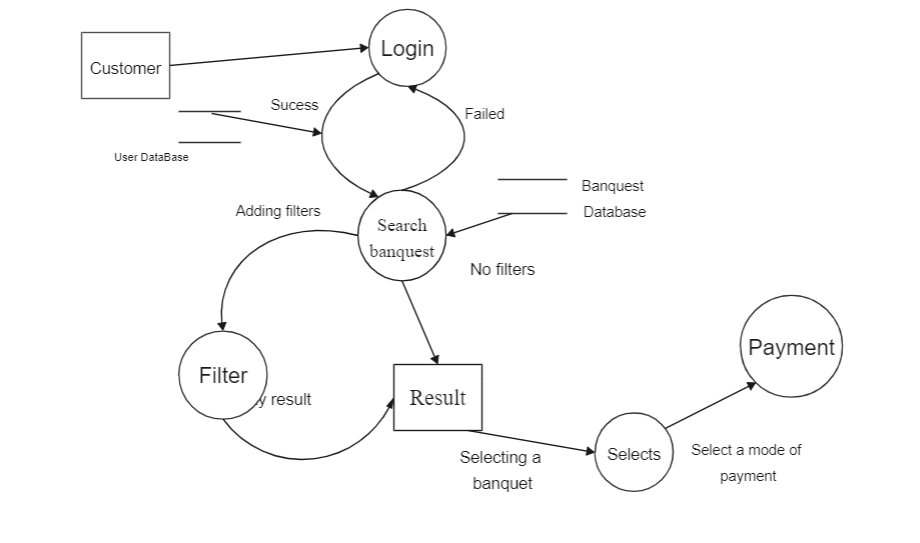 Login
Customer
Sucess
Failed
User DataBase
Banquest
Database
Adding filters
Search
banquest
No filters
Payment
Filter
y result
Result
Selecting a
banquet
Selects
Select a mode of
payment